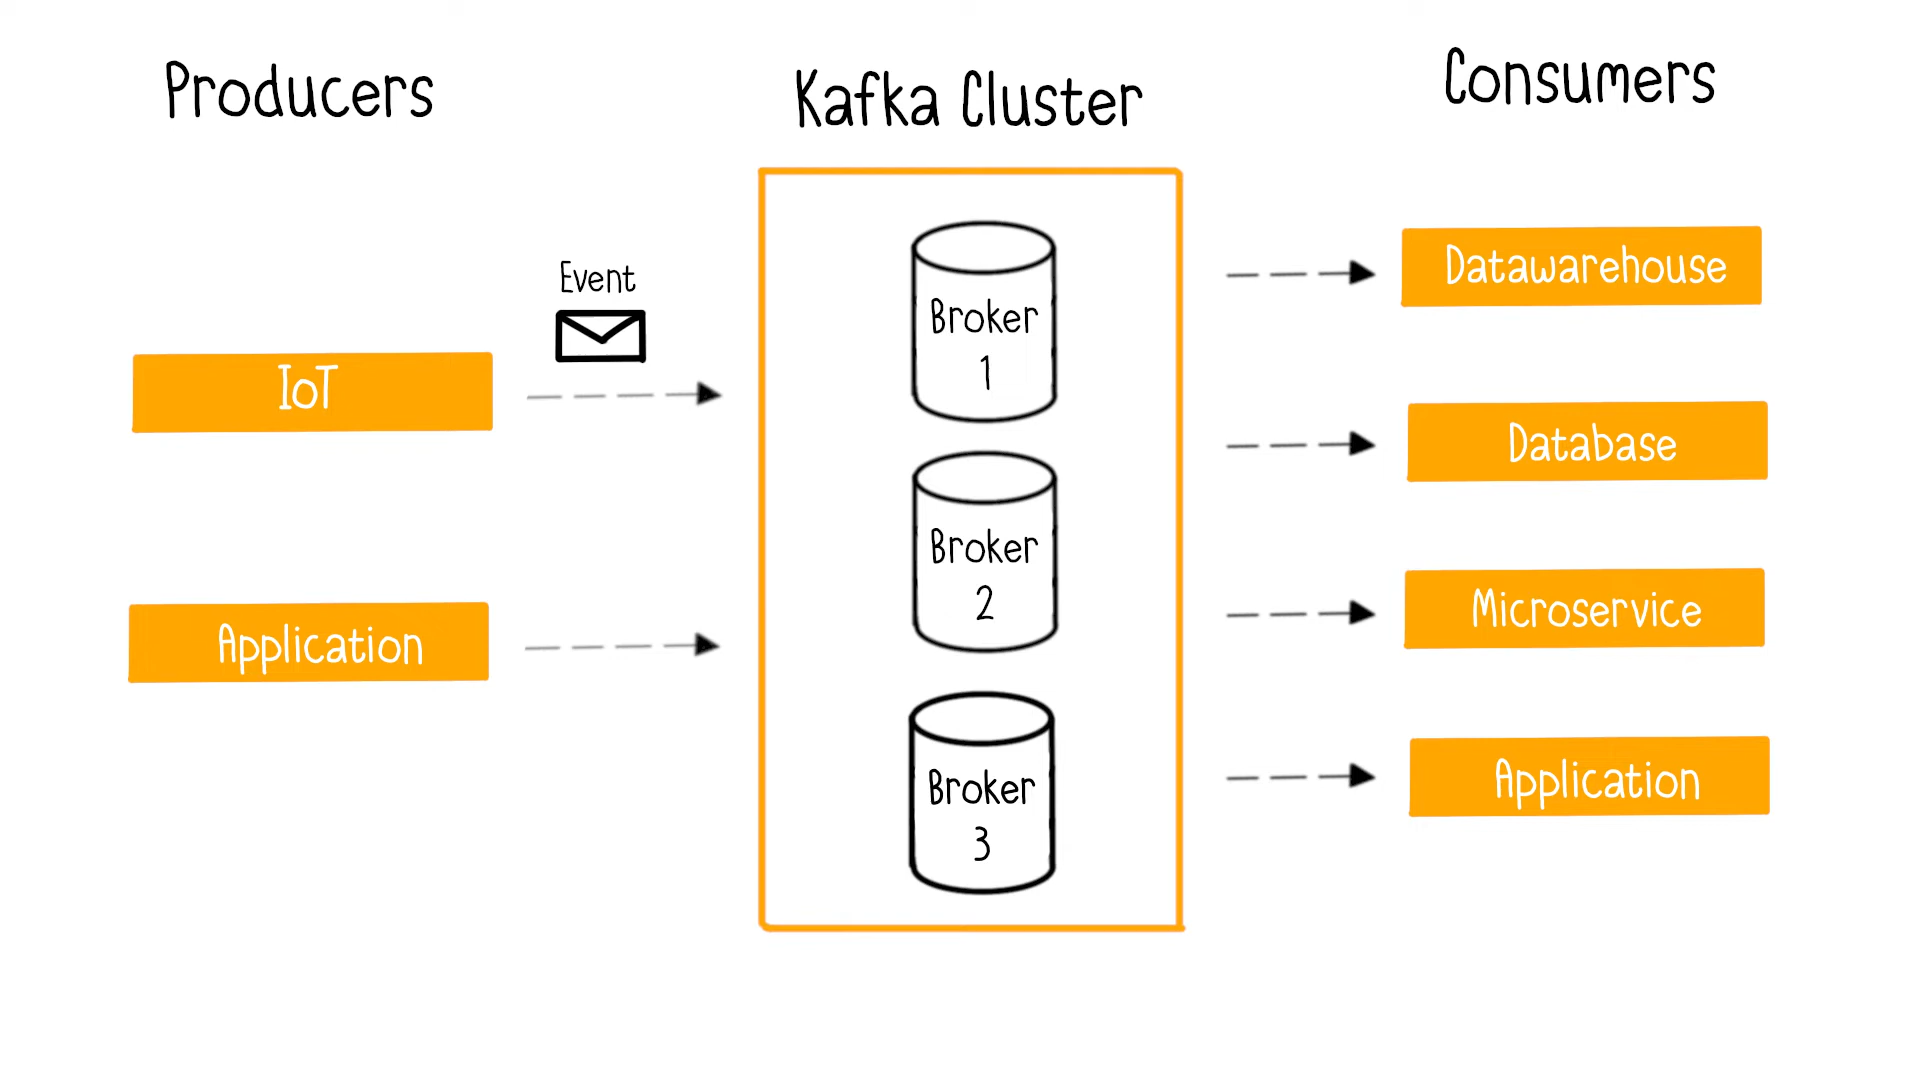 Producers
Kafka Cluster
Consumers
Event
IoT
Application
Broker
1
Broker
2
Broker
3
Datawarehouse
Database
Microservice
Application